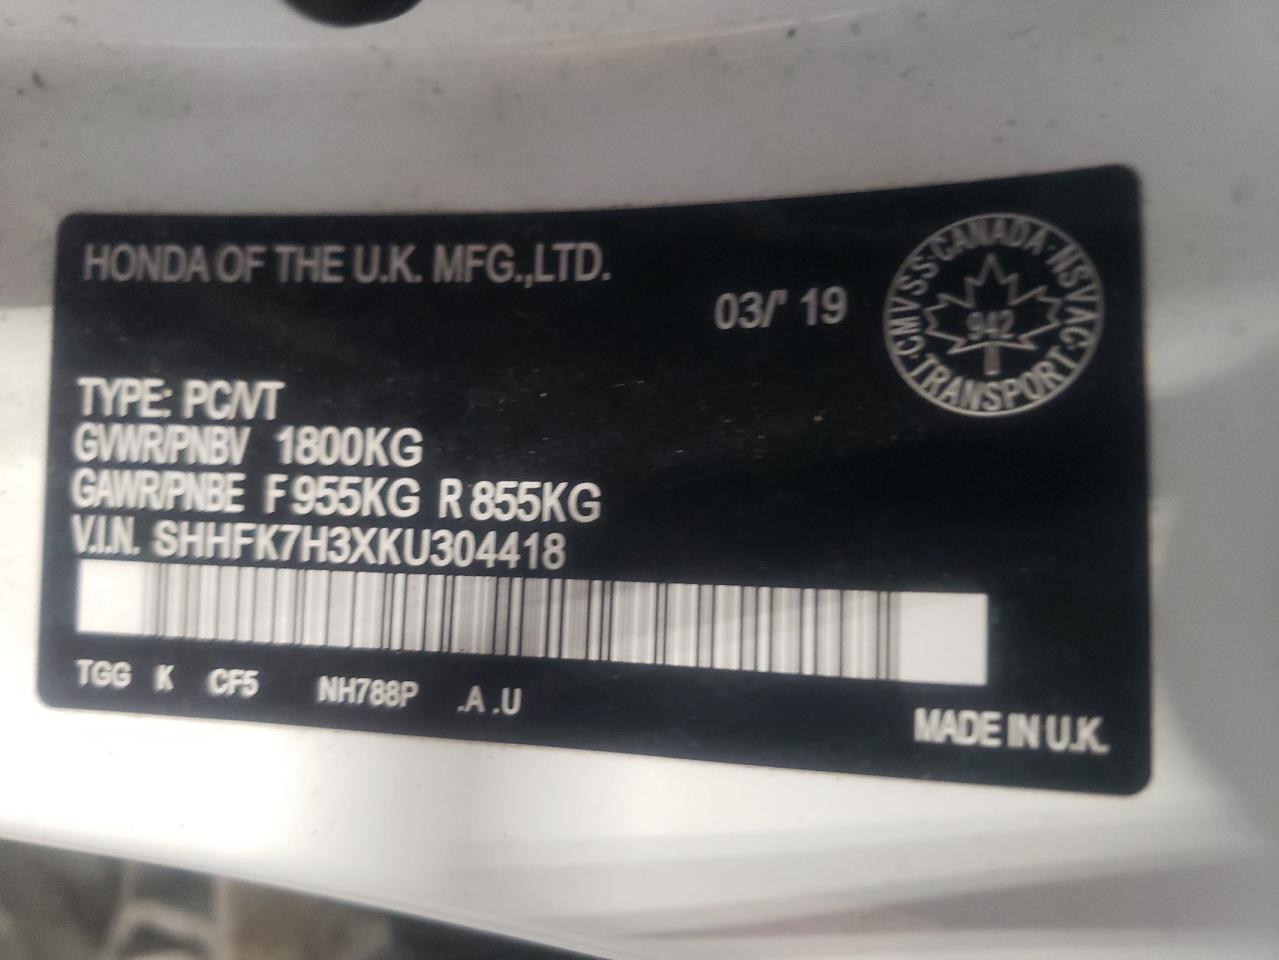 HONDA OF THE U.K. MFG.,LTD.
03/' 19
CMVSS · CANADA · NSVAC · TRANSPORT
942
TYPE: PC/VT
GVWR/PNBV 1800KG
GAWR/PNBE F 955KG R 855KG
V.I.N. SHHFK7H3XKU304418
TGG K CF5 NH788P .A .U
MADE IN U.K.